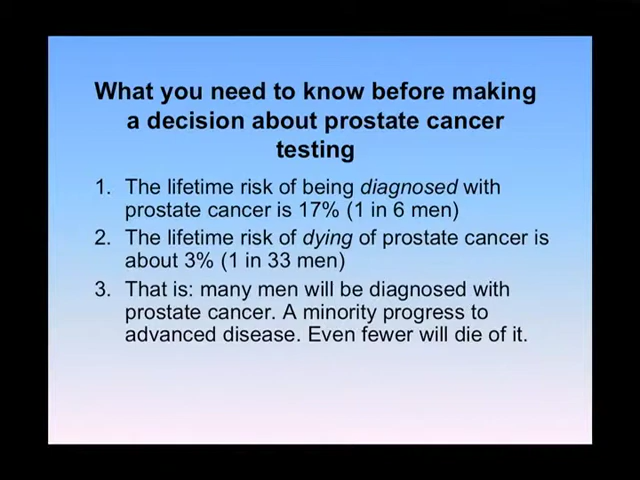 What you need to know before making
a decision about prostate cancer
testing
1. The lifetime risk of being diagnosed with
prostate cancer is 17% (1 in 6 men)
2. The lifetime risk of dying of prostate cancer is
about 3% (1 in 33 men)
3. That is: many men will be diagnosed with
prostate cancer. A minority progress to
advanced disease. Even fewer will die of it.